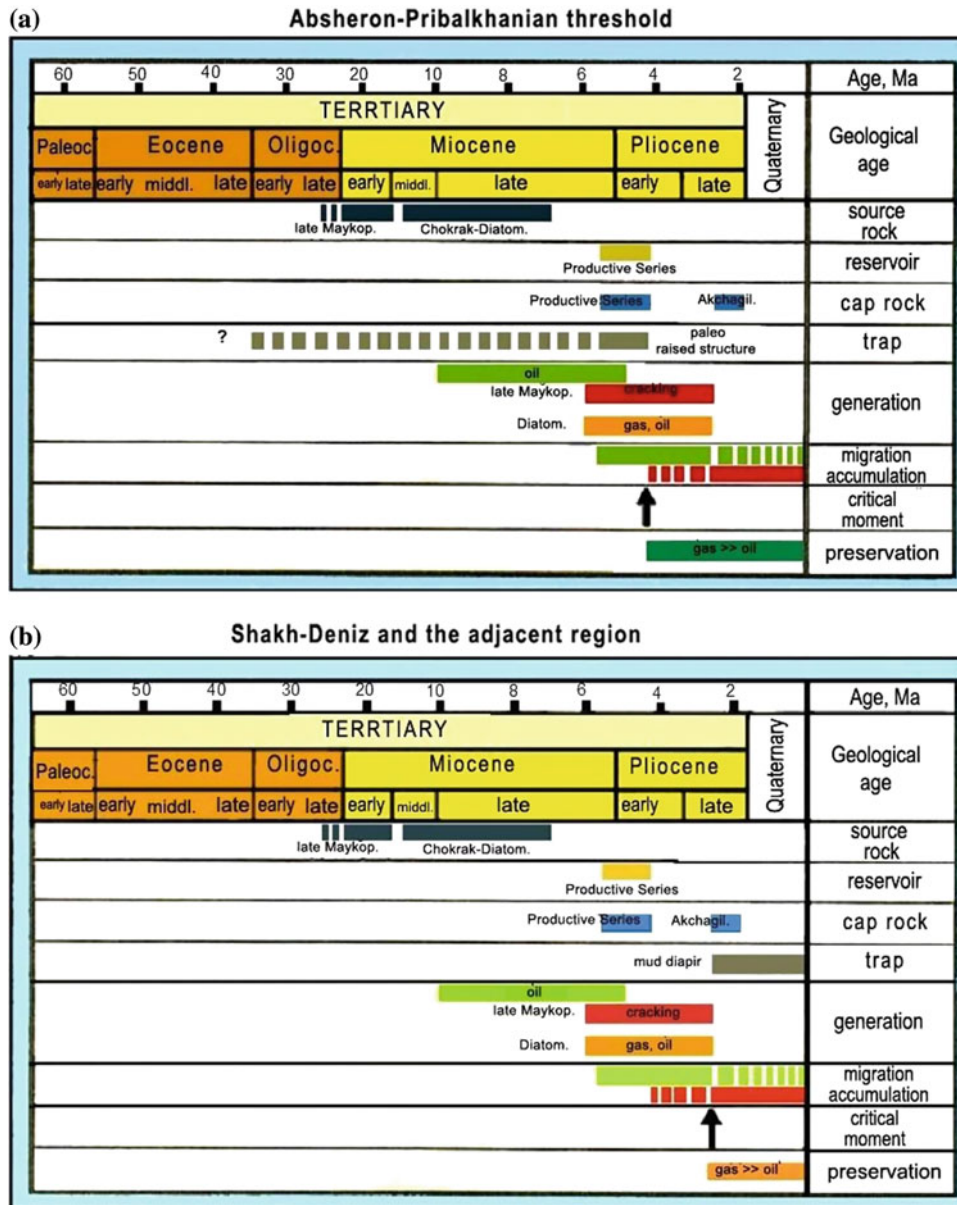 (a) Absheron-Pribalkhanian threshold
60 50 40 30 20 10 8 6 4 2 Age, Ma
TERRTIARY
Quaternary
Geological
age
Paleoc. Eocene Oligoc. Miocene Pliocene
early late early middl. late early late early middl. late early late
source
rock
late Maykop. Chokrak-Diatom.
reservoir
Productive Series
Productive Series Akchagil. cap rock
? paleo
raised structure
trap
oil
late Maykop. cracking
generation
Diatom. gas, oil
migration
accumulation
critical
moment
gas >> oil preservation
(b) Shakh-Deniz and the adjacent region
60 50 40 30 20 10 8 6 4 2 Age, Ma
TERRTIARY
Quaternary
Geological
age
Paleoc. Eocene Oligoc. Miocene Pliocene
early late early middl. late early late early middl. late early late
source
rock
late Maykop. Chokrak-Diatom.
reservoir
Productive Series
Productive Series Akchagil. cap rock
mud diapir trap
oil
late Maykop. cracking
generation
Diatom. gas, oil
migration
accumulation
critical
moment
gas >> oil preservation